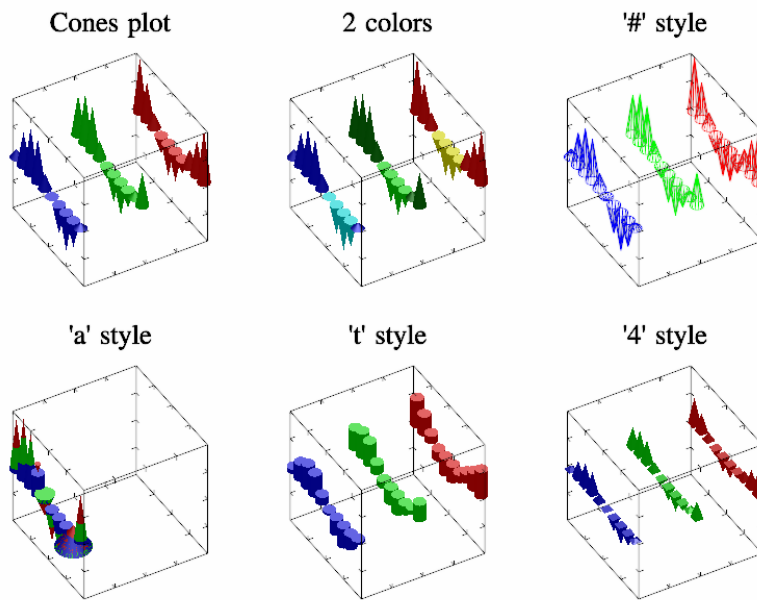 Cones plot
2 colors
'#' style
'a' style
't' style
'4' style